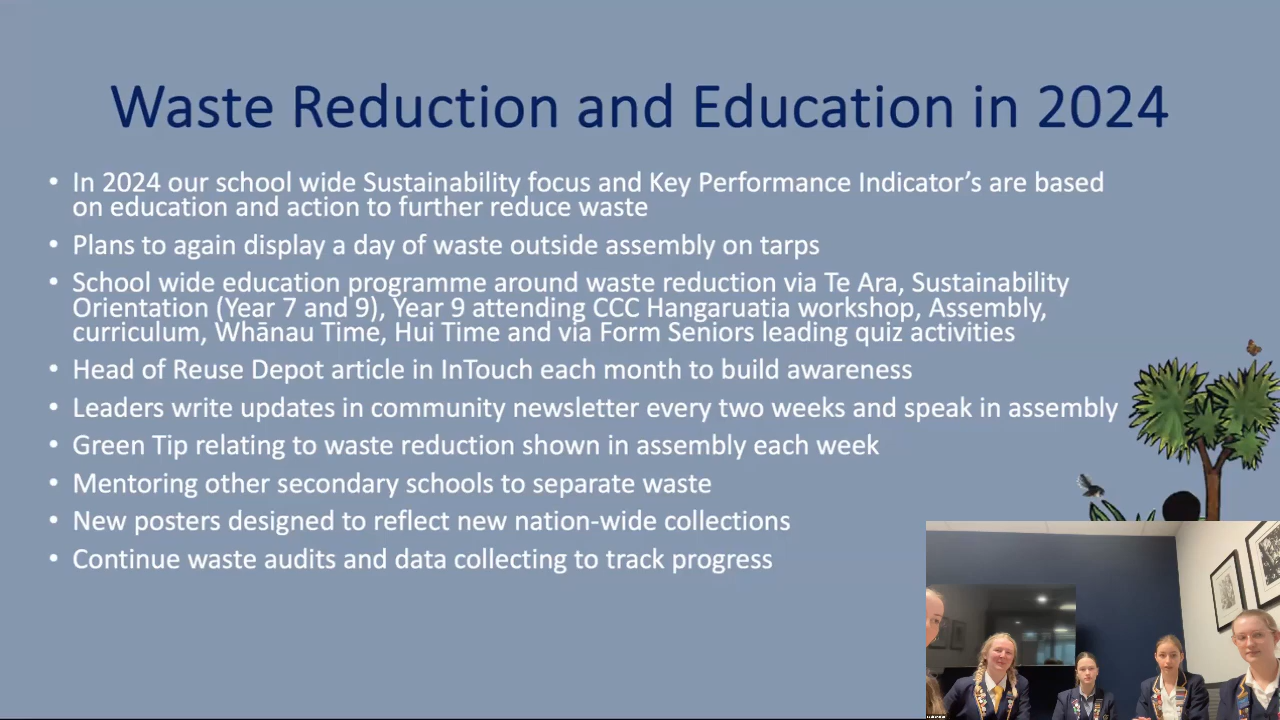 Waste Reduction and Education in 2024
• In 2024 our school wide Sustainability focus and Key Performance Indicator's are based
on education and action to further reduce waste
• Plans to again display a day of waste outside assembly on tarps
• School wide education programme around waste reduction via Te Ara, Sustainability
Orientation (Year 7 and 9), Year 9 attending CCC Hangaruatia workshop, Assembly,
curriculum, Whānau Time, Hui Time and via Form Seniors leading quiz activities
• Head of Reuse Depot article in InTouch each month to build awareness
• Leaders write updates in community newsletter every two weeks and speak in assembly
• Green Tip relating to waste reduction shown in assembly each week
• Mentoring other secondary schools to separate waste
• New posters designed to reflect new nation-wide collections
• Continue waste audits and data collecting to track progress